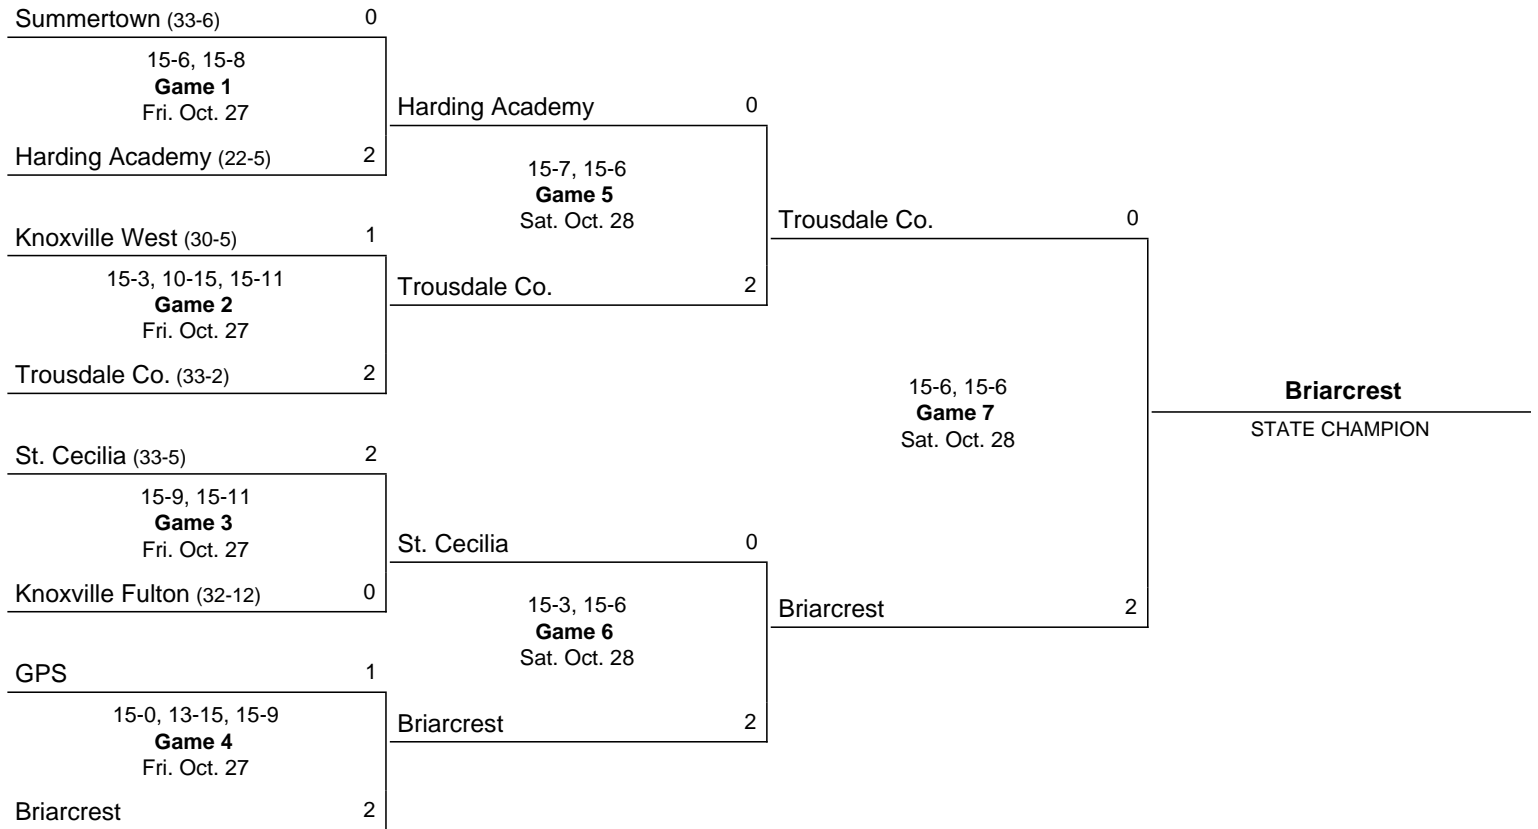 Summertown (33-6) 0
15-6, 15-8
Game 1
Fri. Oct. 27
Harding Academy (22-5) 2
Knoxville West (30-5) 1
15-3, 10-15, 15-11
Game 2
Fri. Oct. 27
Trousdale Co. (33-2) 2
St. Cecilia (33-5) 2
15-9, 15-11
Game 3
Fri. Oct. 27
Knoxville Fulton (32-12) 0
GPS 1
15-0, 13-15, 15-9
Game 4
Fri. Oct. 27
Briarcrest 2
Harding Academy 0
15-7, 15-6
Game 5
Sat. Oct. 28
Trousdale Co. 2
St. Cecilia 0
15-3, 15-6
Game 6
Sat. Oct. 28
Briarcrest 2
Trousdale Co. 0
15-6, 15-6
Game 7
Sat. Oct. 28
Briarcrest 2
Briarcrest
STATE CHAMPION